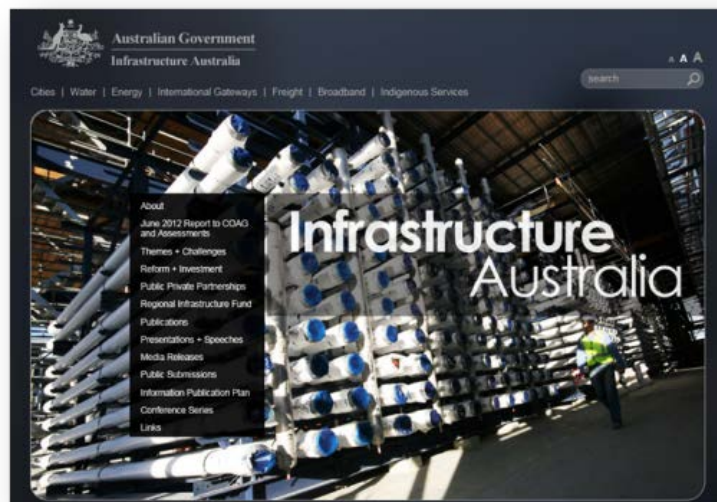 Australian Government
Infrastructure Australia
A A A
search
Cities | Water | Energy | International Gateways | Freight | Broadband | Indigenous Services
Infrastructure
Australia
About
June 2012 Report to COAG
and Assessments
Themes + Challenges
Reform + Investment
Public Private Partnerships
Regional Infrastructure Fund
Publications
Presentations + Speeches
Media Releases
Public Submissions
Information Publication Plan
Conference Series
Links